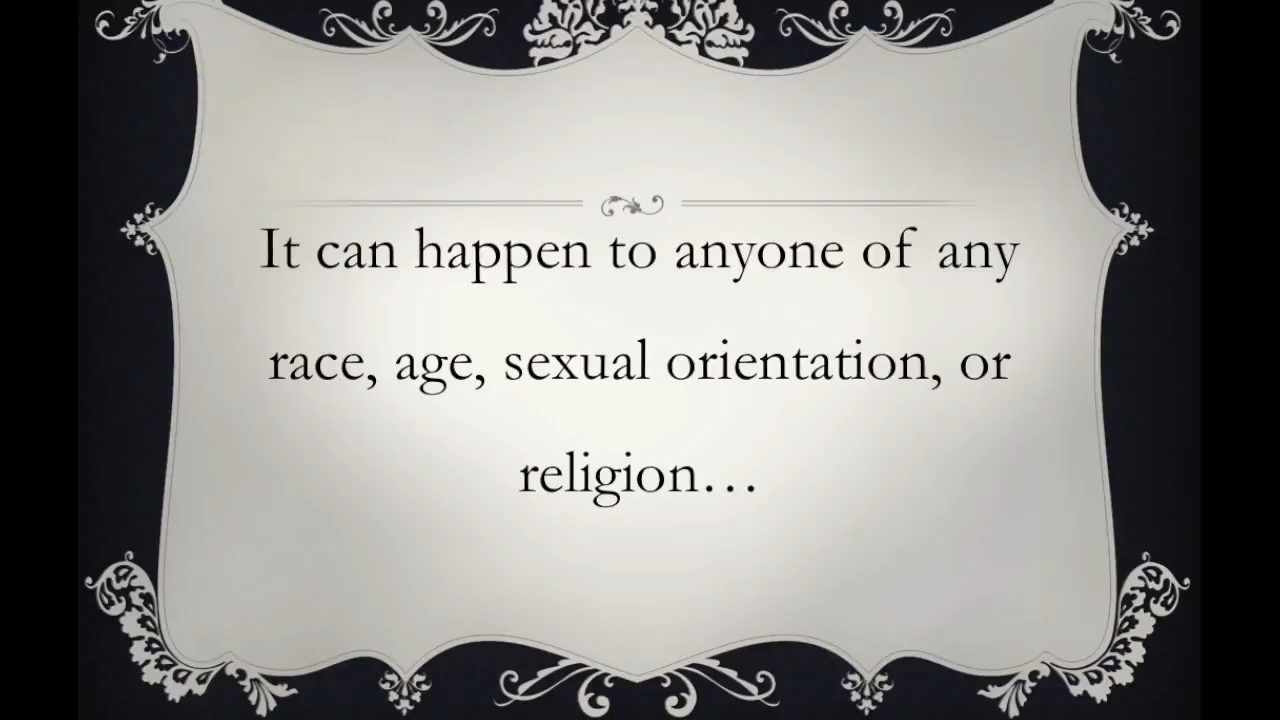 It can happen to anyone of any
race, age, sexual orientation, or
religion…